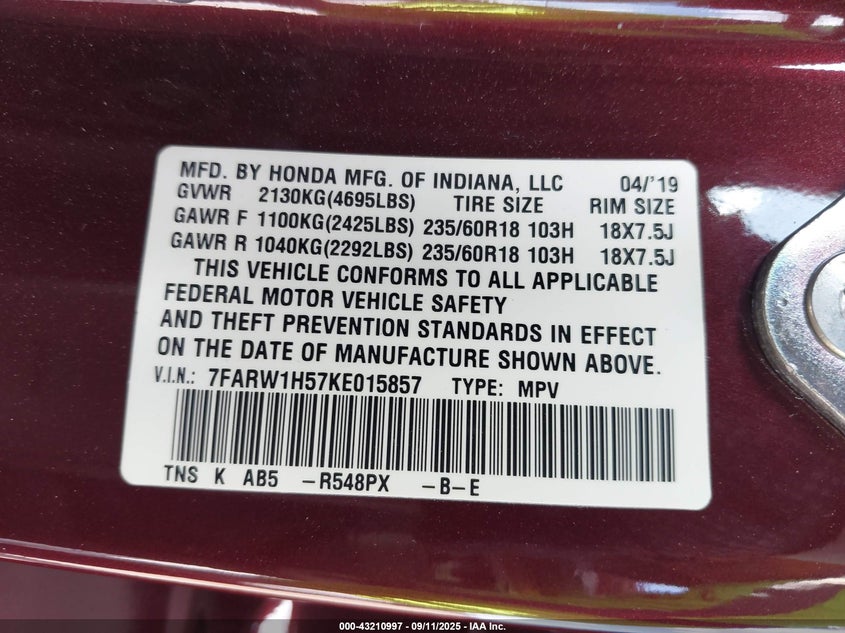 MFD. BY HONDA MFG. OF INDIANA, LLC 04/'19
GVWR 2130KG(4695LBS) TIRE SIZE RIM SIZE
GAWR F 1100KG(2425LBS) 235/60R18 103H 18X7.5J
GAWR R 1040KG(2292LBS) 235/60R18 103H 18X7.5J
THIS VEHICLE CONFORMS TO ALL APPLICABLE
FEDERAL MOTOR VEHICLE SAFETY
AND THEFT PREVENTION STANDARDS IN EFFECT
ON THE DATE OF MANUFACTURE SHOWN ABOVE.
V.I.N.: 7FARW1H57KE015857 TYPE: MPV
TNS K AB5 -R548PX -B-E
000-43210997 - 09/11/2025 - IAA Inc.